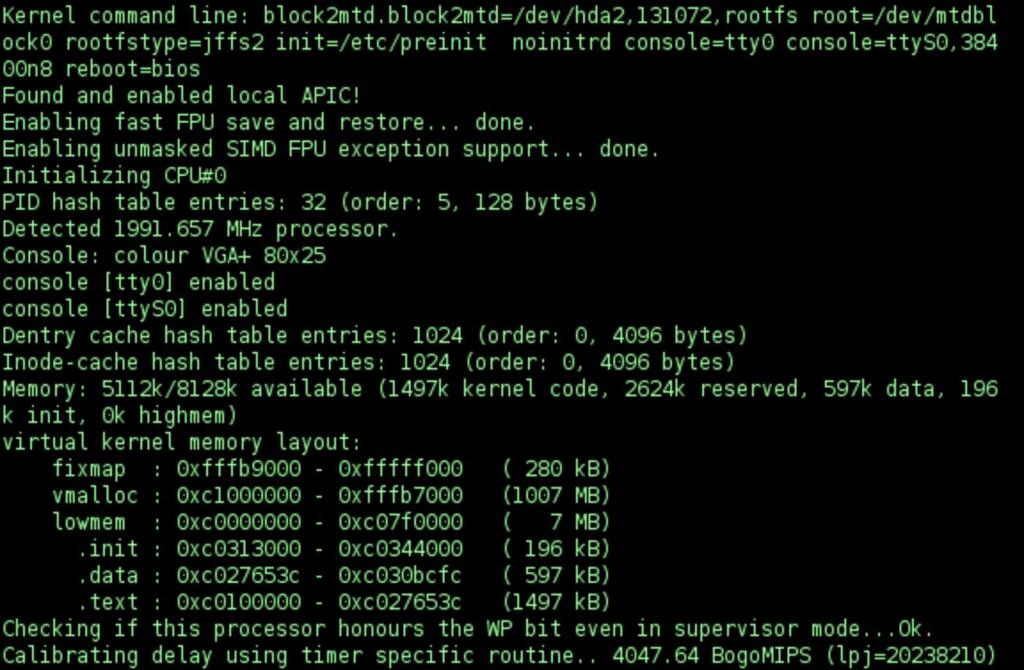 Kernel command line: block2mtd.block2mtd=/dev/hda2,131072,rootfs root=/dev/mtdbl
ock0 rootfstype=jffs2 init=/etc/preinit  noinitrd console=tty0 console=ttyS0,384
00n8 reboot=bios
Found and enabled local APIC!
Enabling fast FPU save and restore... done.
Enabling unmasked SIMD FPU exception support... done.
Initializing CPU#0
PID hash table entries: 32 (order: 5, 128 bytes)
Detected 1991.657 MHz processor.
Console: colour VGA+ 80x25
console [tty0] enabled
console [ttyS0] enabled
Dentry cache hash table entries: 1024 (order: 0, 4096 bytes)
Inode-cache hash table entries: 1024 (order: 0, 4096 bytes)
Memory: 5112k/8128k available (1497k kernel code, 2624k reserved, 597k data, 196
k init, 0k highmem)
virtual kernel memory layout:
    fixmap  : 0xfffb9000 - 0xfffff000   ( 280 kB)
    vmalloc : 0xc1000000 - 0xfffb7000   (1007 MB)
    lowmem  : 0xc0000000 - 0xc07f0000   (   7 MB)
      .init : 0xc0313000 - 0xc0344000   ( 196 kB)
      .data : 0xc027653c - 0xc030bcfc   ( 597 kB)
      .text : 0xc0100000 - 0xc027653c   (1497 kB)
Checking if this processor honours the WP bit even in supervisor mode...Ok.
Calibrating delay using timer specific routine.. 4047.64 BogoMIPS (lpj=20238210)